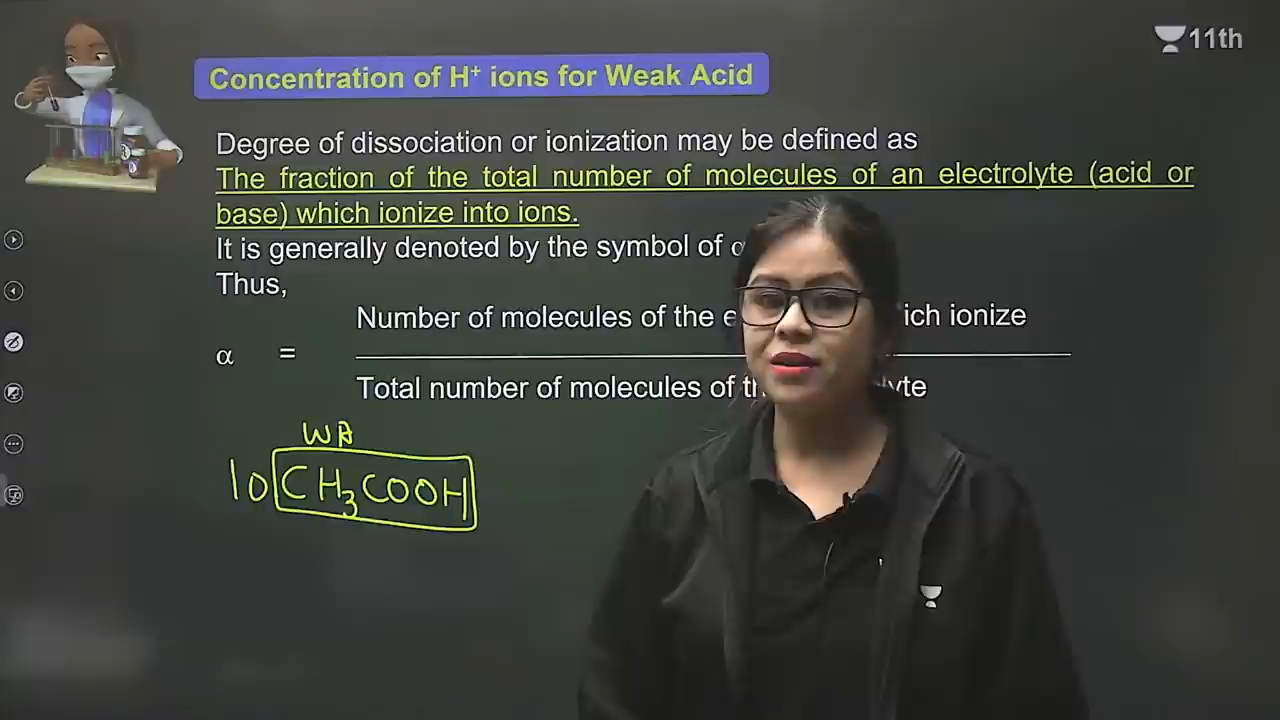 11th
Concentration of H⁺ ions for Weak Acid
Degree of dissociation or ionization may be defined as
The fraction of the total number of molecules of an electrolyte (acid or
base) which ionize into ions.
It is generally denoted by the symbol of α
Thus,
Number of molecules of the ionize
α =
Total number of molecules of
WA
10 CH₃COOH